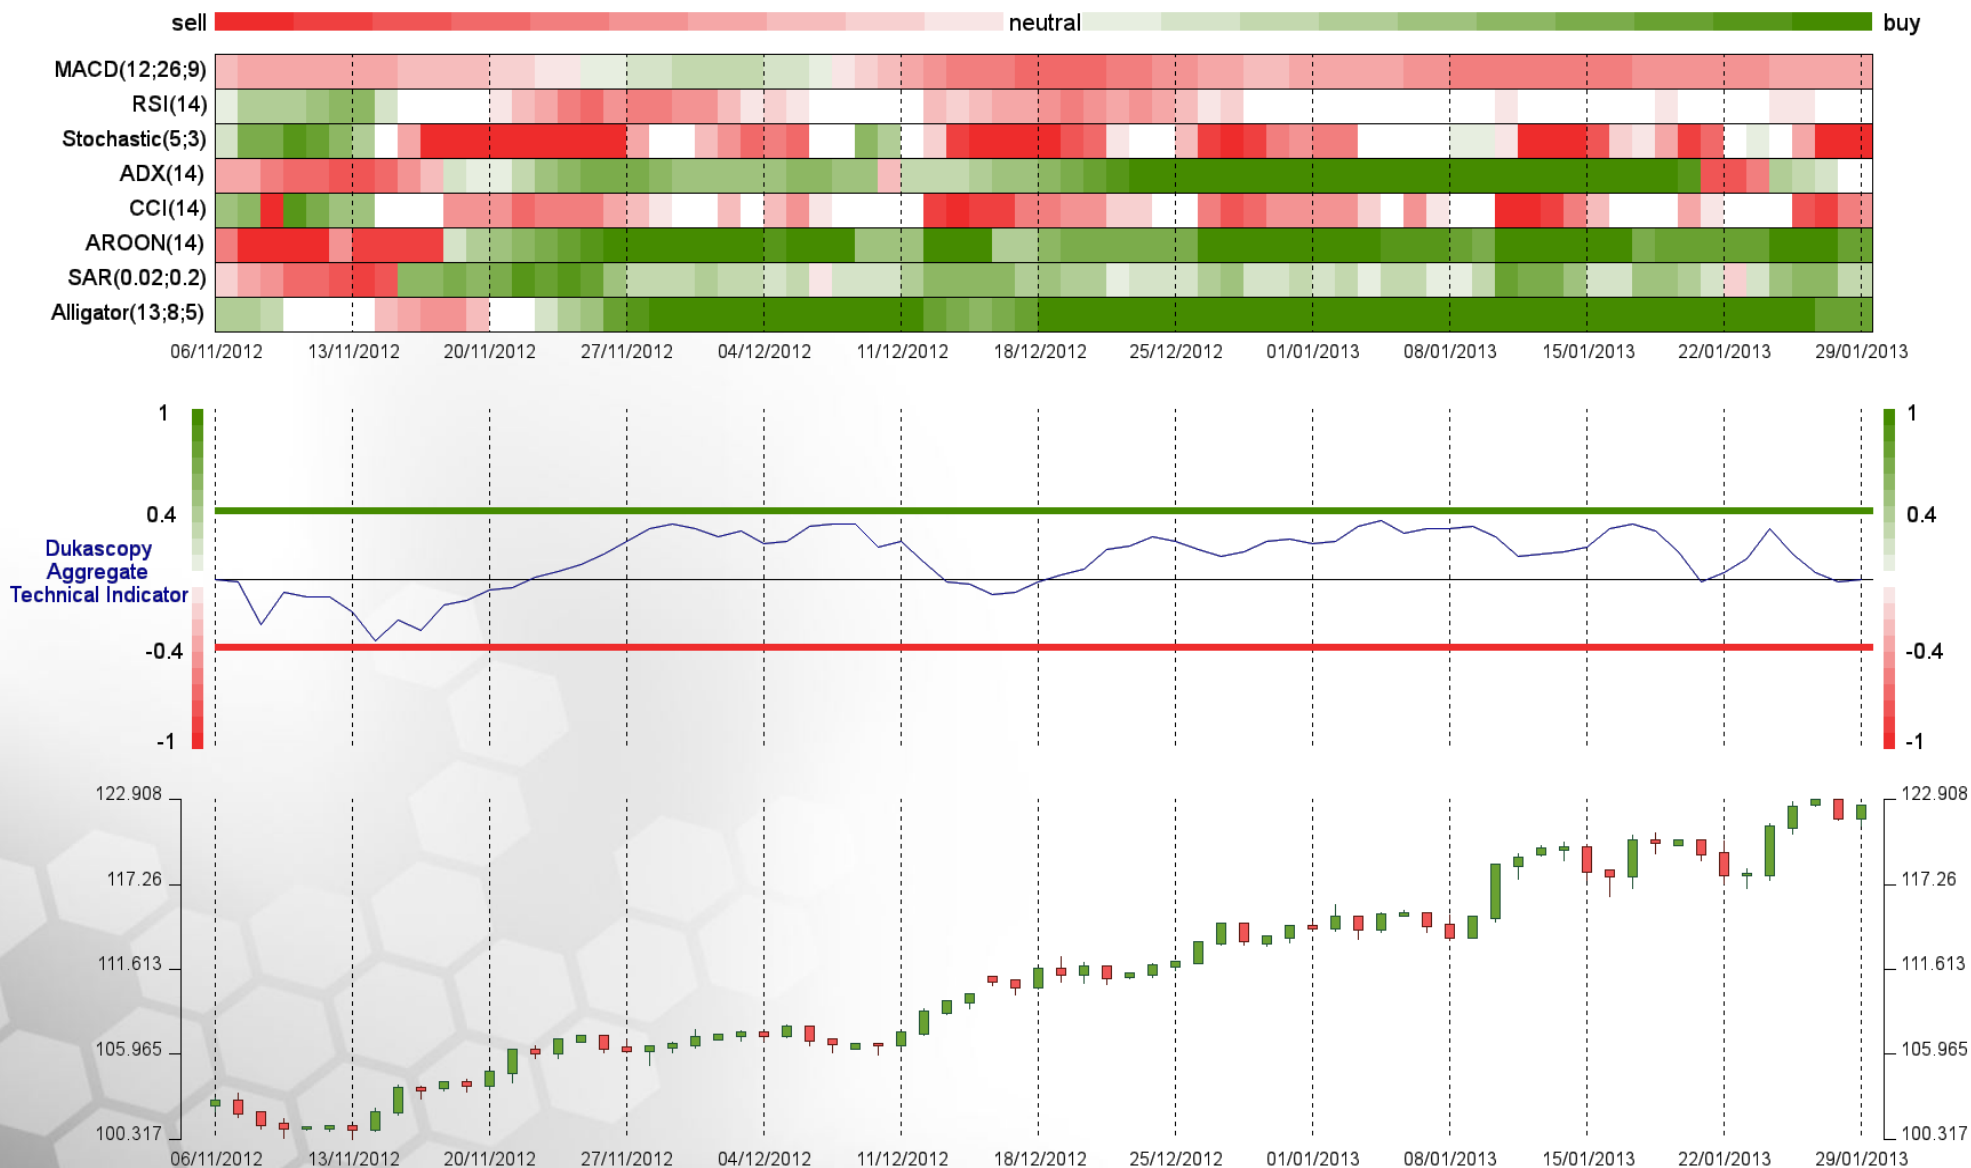 sell neutral buy
MACD(12;26;9)
RSI(14)
Stochastic(5;3)
ADX(14)
CCI(14)
AROON(14)
SAR(0.02;0.2)
Alligator(13;8;5)
06/11/2012 13/11/2012 20/11/2012 27/11/2012 04/12/2012 11/12/2012 18/12/2012 25/12/2012 01/01/2013 08/01/2013 15/01/2013 22/01/2013 29/01/2013
1 1
0.4 0.4
Dukascopy
Aggregate
Technical Indicator
-0.4 -0.4
-1 -1
122.908 122.908
117.26 117.26
111.613 111.613
105.965 105.965
100.317 100.317
06/11/2012 13/11/2012 20/11/2012 27/11/2012 04/12/2012 11/12/2012 18/12/2012 25/12/2012 01/01/2013 08/01/2013 15/01/2013 22/01/2013 29/01/2013